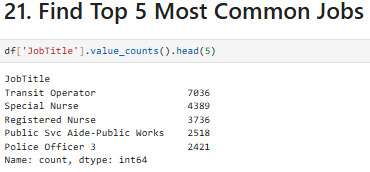 21. Find Top 5 Most Common Jobs
df['JobTitle'].value_counts().head(5)
JobTitle
Transit Operator 7036
Special Nurse 4389
Registered Nurse 3736
Public Svc Aide-Public Works 2518
Police Officer 3 2421
Name: count, dtype: int64